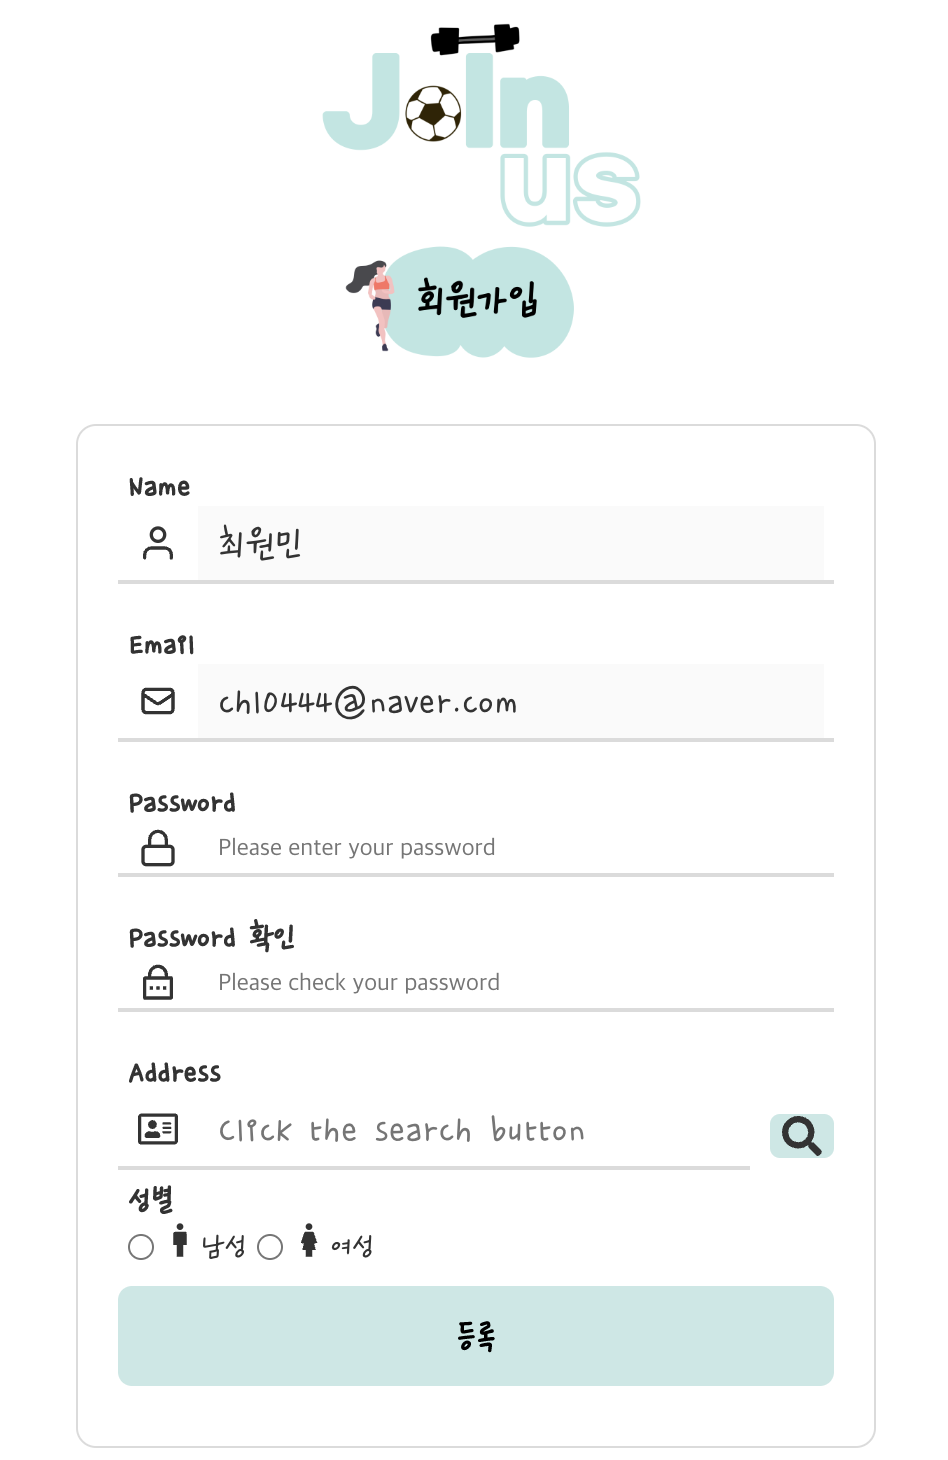 JoIn
us
회원가입
Name
최원민
Email
chl0444@naver.com
Password
Please enter your password
Password 확인
Please check your password
Address
Click the search button
성별
남성 여성
등록